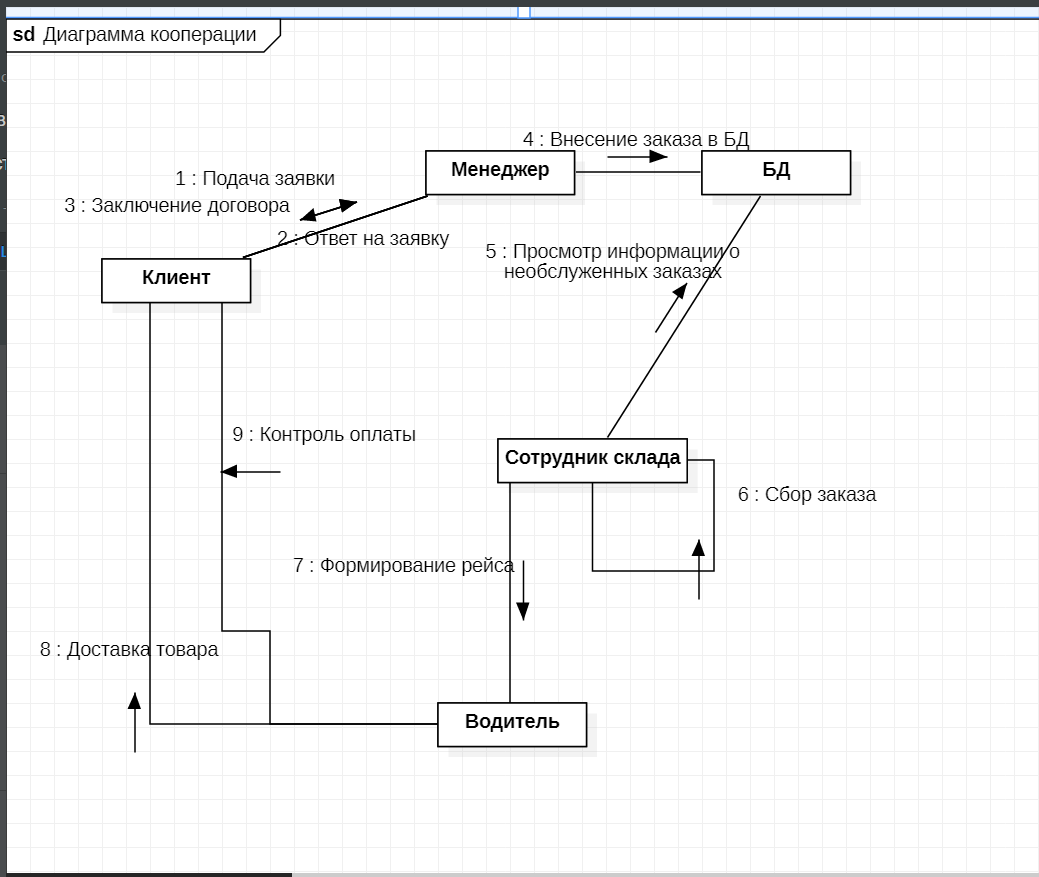 sd Диаграмма кооперации
4 : Внесение заказа в БД
Менеджер
БД
1 : Подача заявки
3 : Заключение договора
2 : Ответ на заявку
5 : Просмотр информации о
необслуженных заказах
Клиент
9 : Контроль оплаты
Сотрудник склада
6 : Сбор заказа
7 : Формирование рейса
8 : Доставка товара
Водитель